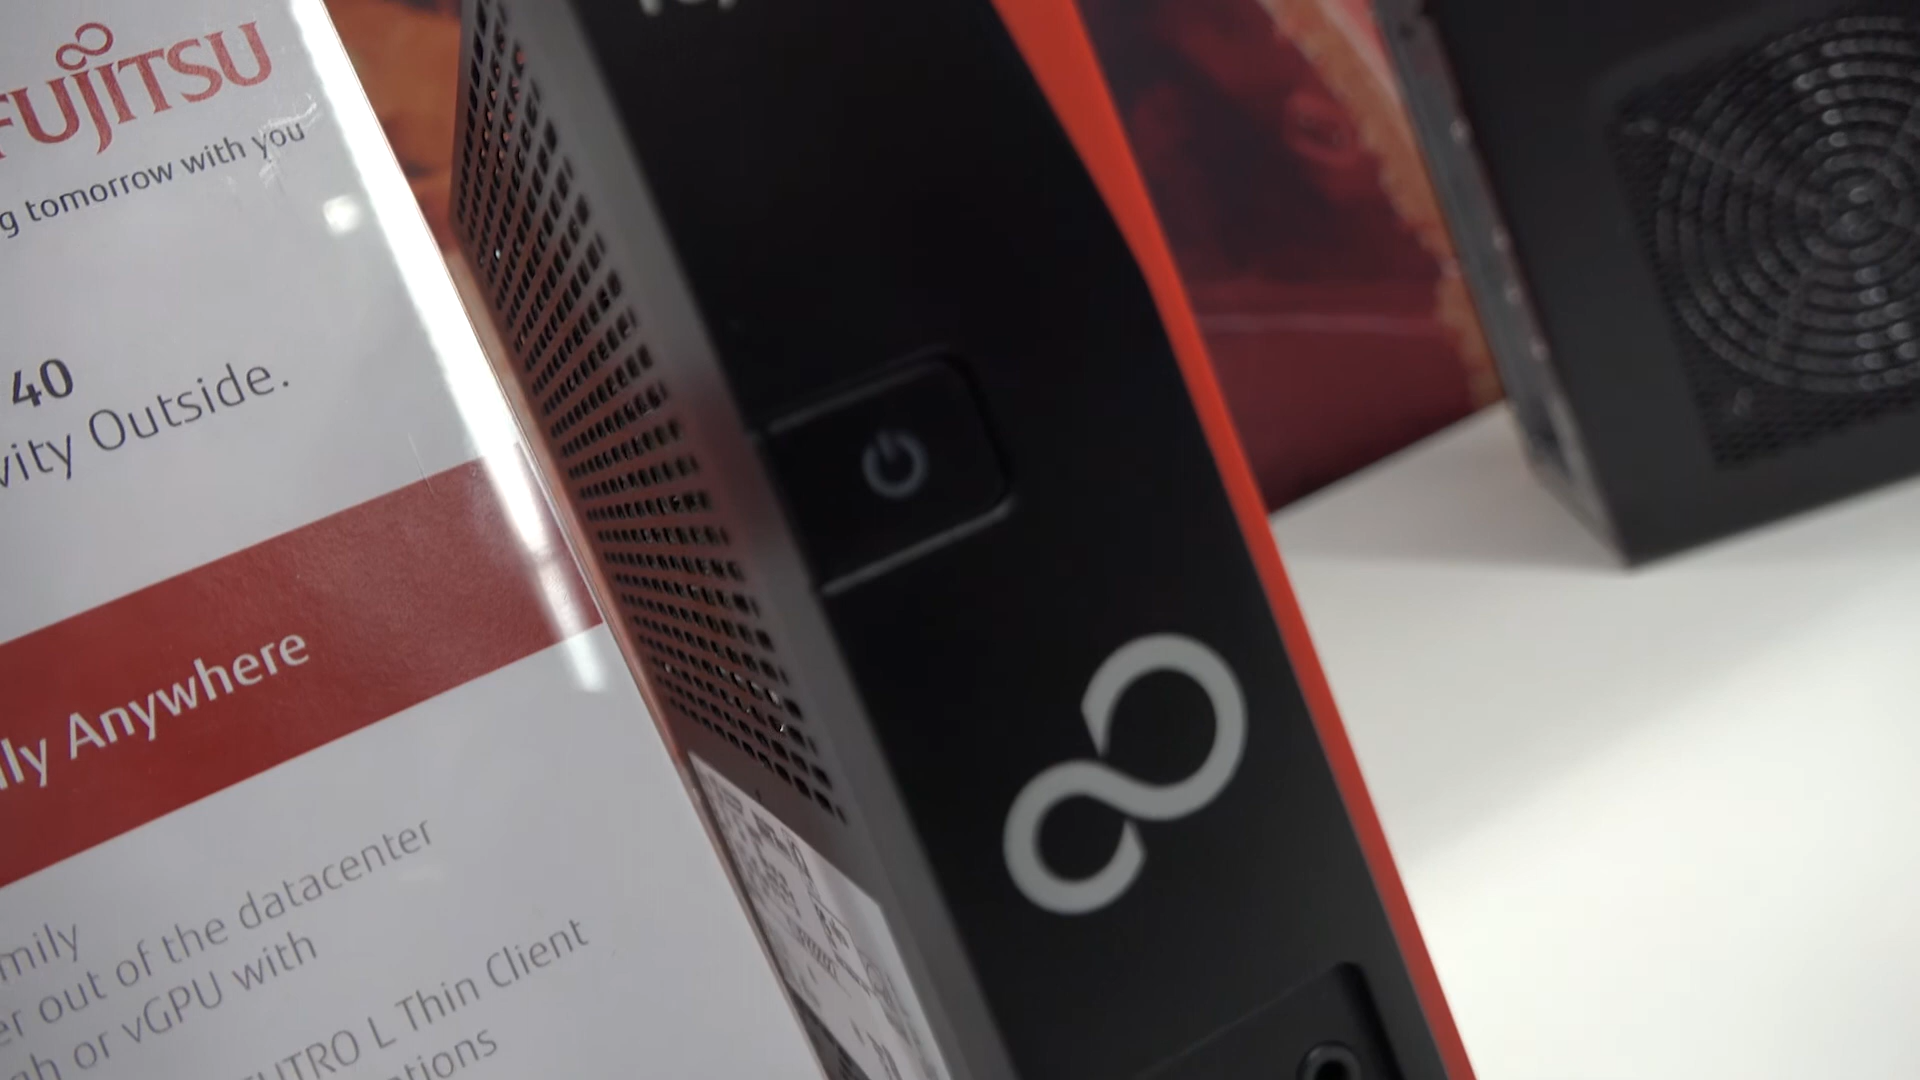 FUJITSU
g tomorrow with you
40
vity Outside.
lly Anywhere
mily
er out of the datacenter
gh or vGPU with
UTRO L Thin Client
tions